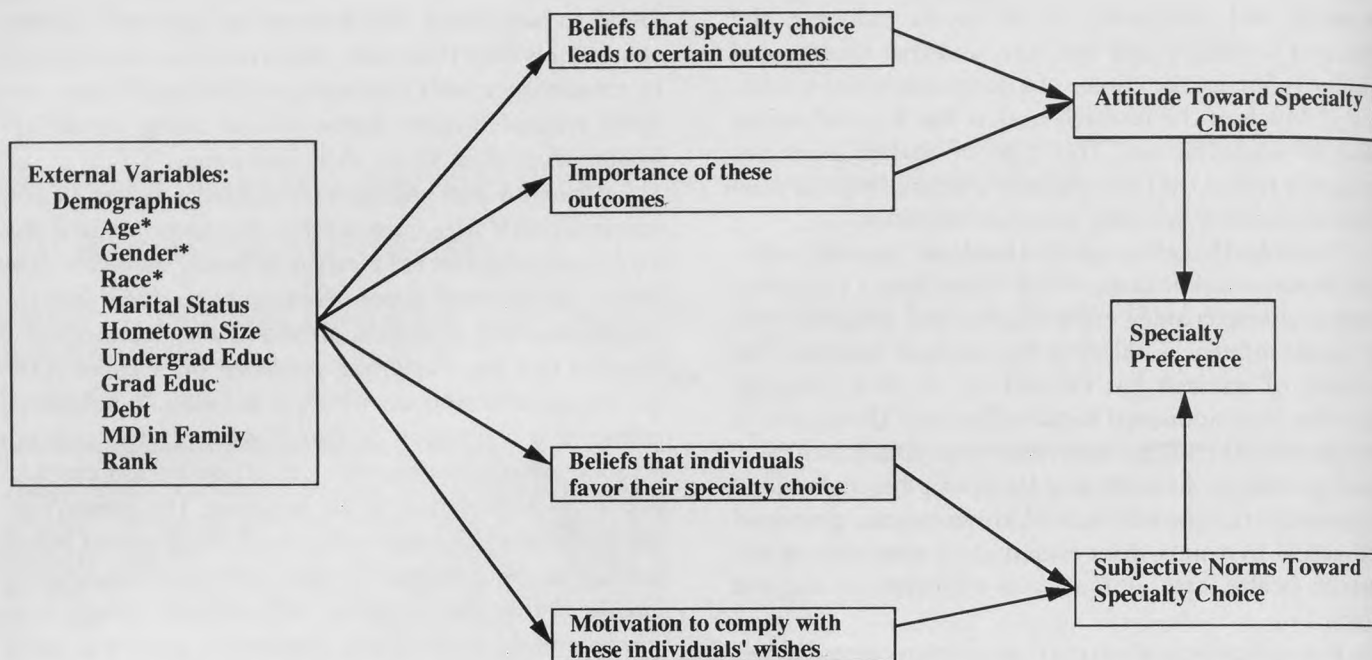 External Variables:
Demographics
Age*
Gender*
Race*
Marital Status
Hometown Size
Undergrad Educ
Grad Educ
Debt
MD in Family
Rank
Beliefs that specialty choice
leads to certain outcomes
Importance of these
outcomes
Beliefs that individuals
favor their specialty choice
Motivation to comply with
these individuals' wishes
Attitude Toward Specialty
Choice
Specialty
Preference
Subjective Norms Toward
Specialty Choice